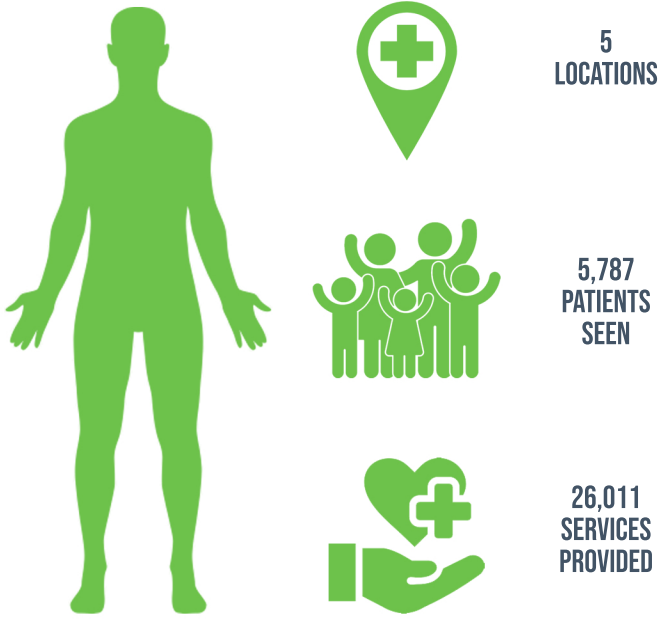 5
LOCATIONS
5,787
PATIENTS
SEEN
26,011
SERVICES
PROVIDED